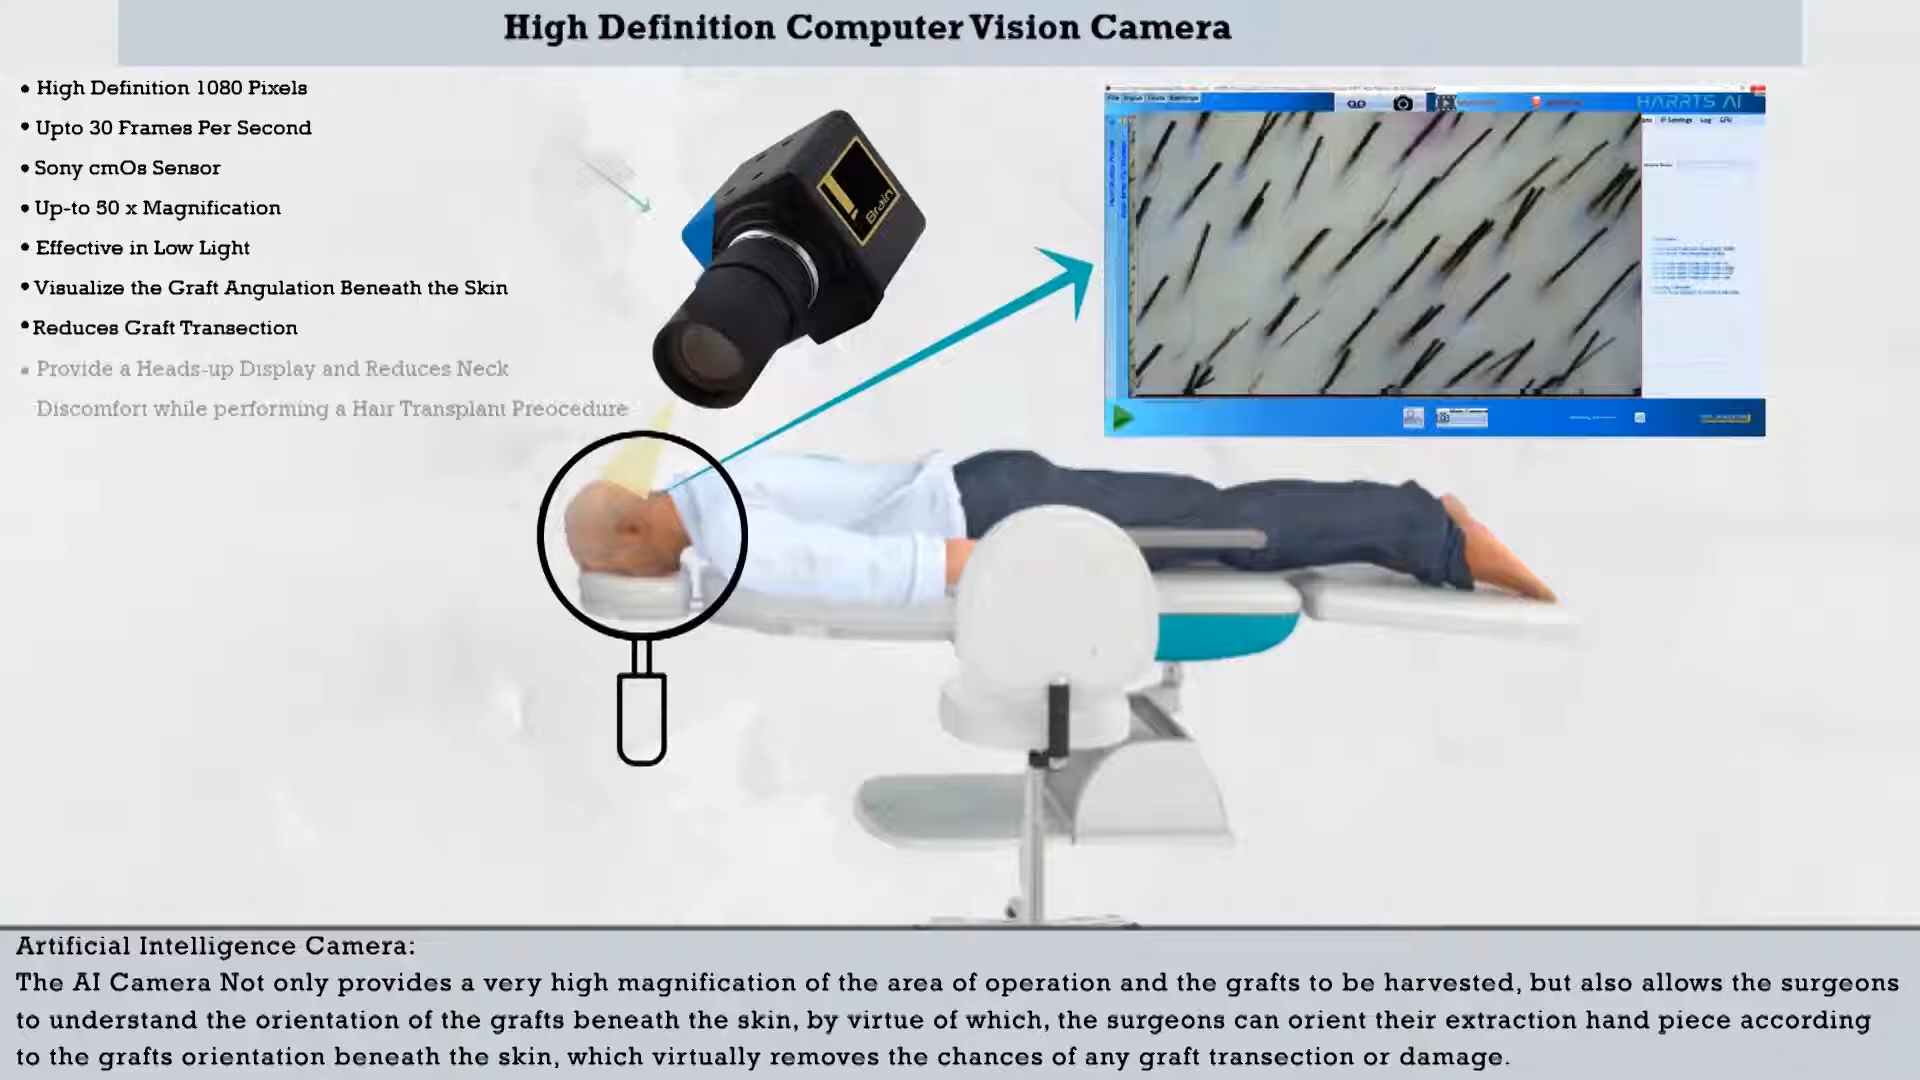 High Definition Computer Vision Camera
• High Definition 1080 Pixels
• Upto 30 Frames Per Second
• Sony cmOs Sensor
• Up-to 50 x Magnification
• Effective in Low Light
• Visualize the Graft Angulation Beneath the Skin
• Reduces Graft Transection
• Provide a Heads-up Display and Reduces Neck
Discomfort while performing a Hair Transplant Preocedure
Brain
HARRTS AI
Settings Log GPU
Artificial Intelligence Camera:
The AI Camera Not only provides a very high magnification of the area of operation and the grafts to be harvested, but also allows the surgeons
to understand the orientation of the grafts beneath the skin, by virtue of which, the surgeons can orient their extraction hand piece according
to the grafts orientation beneath the skin, which virtually removes the chances of any graft transection or damage.